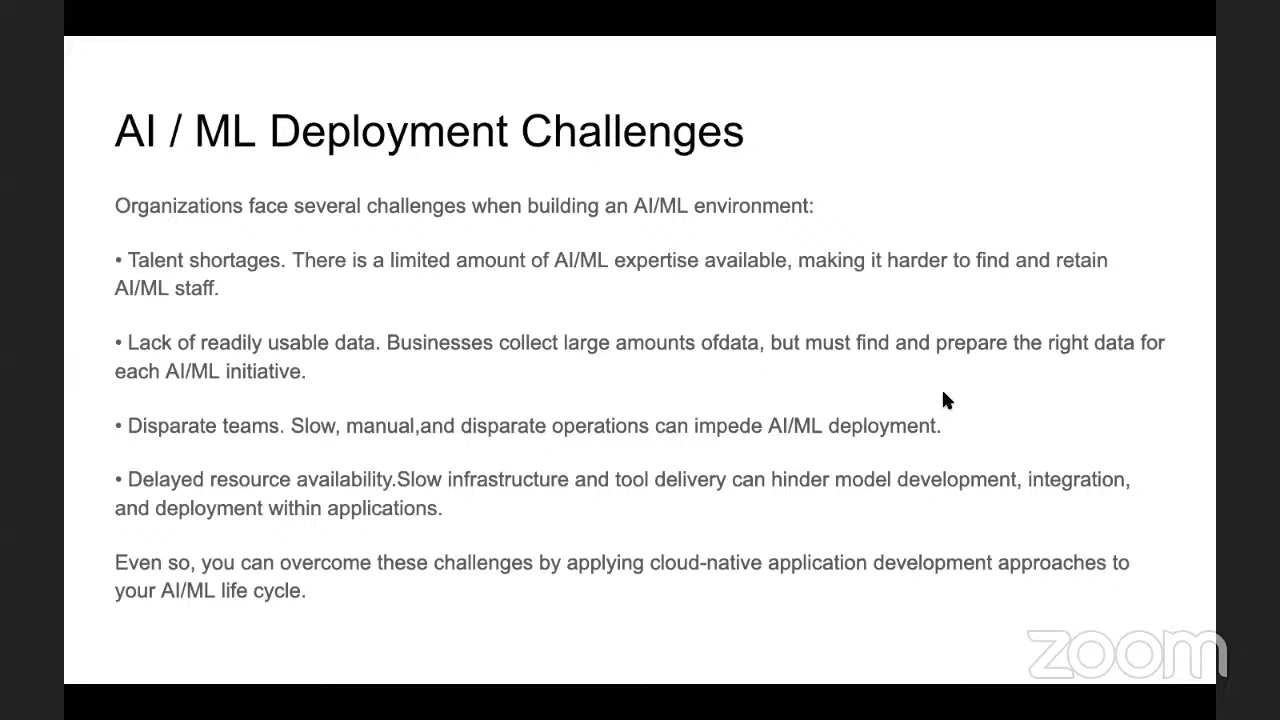 AI / ML Deployment Challenges
Organizations face several challenges when building an AI/ML environment:
• Talent shortages. There is a limited amount of AI/ML expertise available, making it harder to find and retain
AI/ML staff.
• Lack of readily usable data. Businesses collect large amounts ofdata, but must find and prepare the right data for
each AI/ML initiative.
• Disparate teams. Slow, manual,and disparate operations can impede AI/ML deployment.
• Delayed resource availability.Slow infrastructure and tool delivery can hinder model development, integration,
and deployment within applications.
Even so, you can overcome these challenges by applying cloud-native application development approaches to
your AI/ML life cycle.
zoom